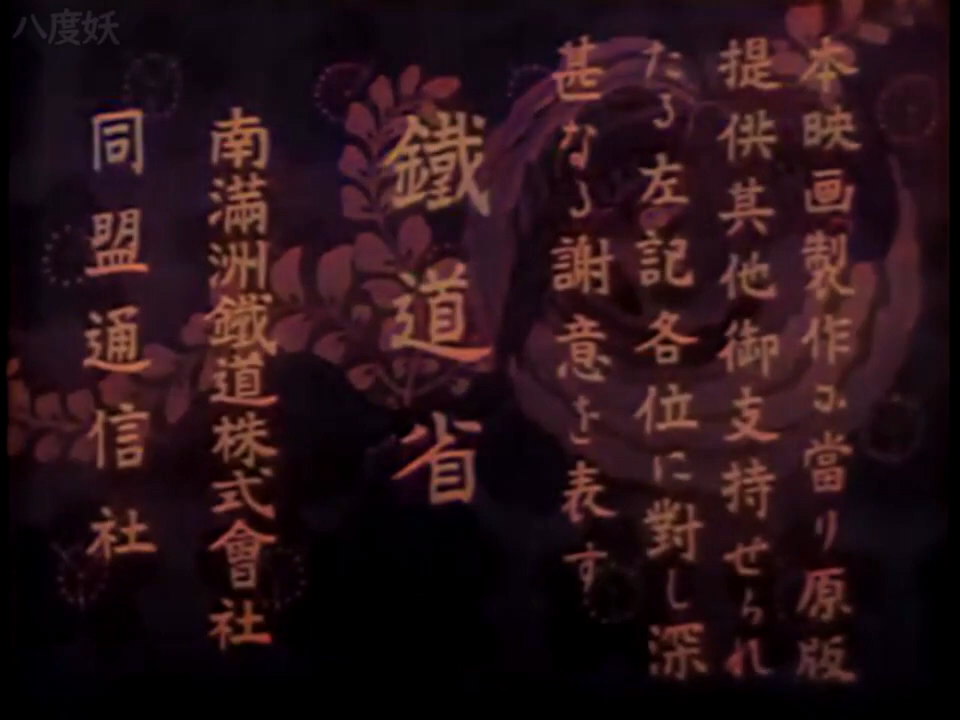 八度妖
本映画製作に當り原版
提供其他御支持せられ
たる左記各位に對し深
甚なる謝意を表す
鐵道省
南滿洲鐵道株式會社
同盟通信社